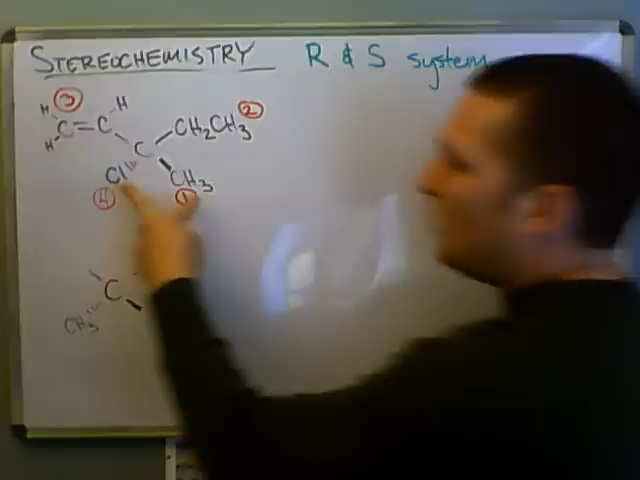 STEREOCHEMISTRY R & S system
H 3 H 2
C=C CH2CH3
H C
Cl CH3
4 1
C
CH3